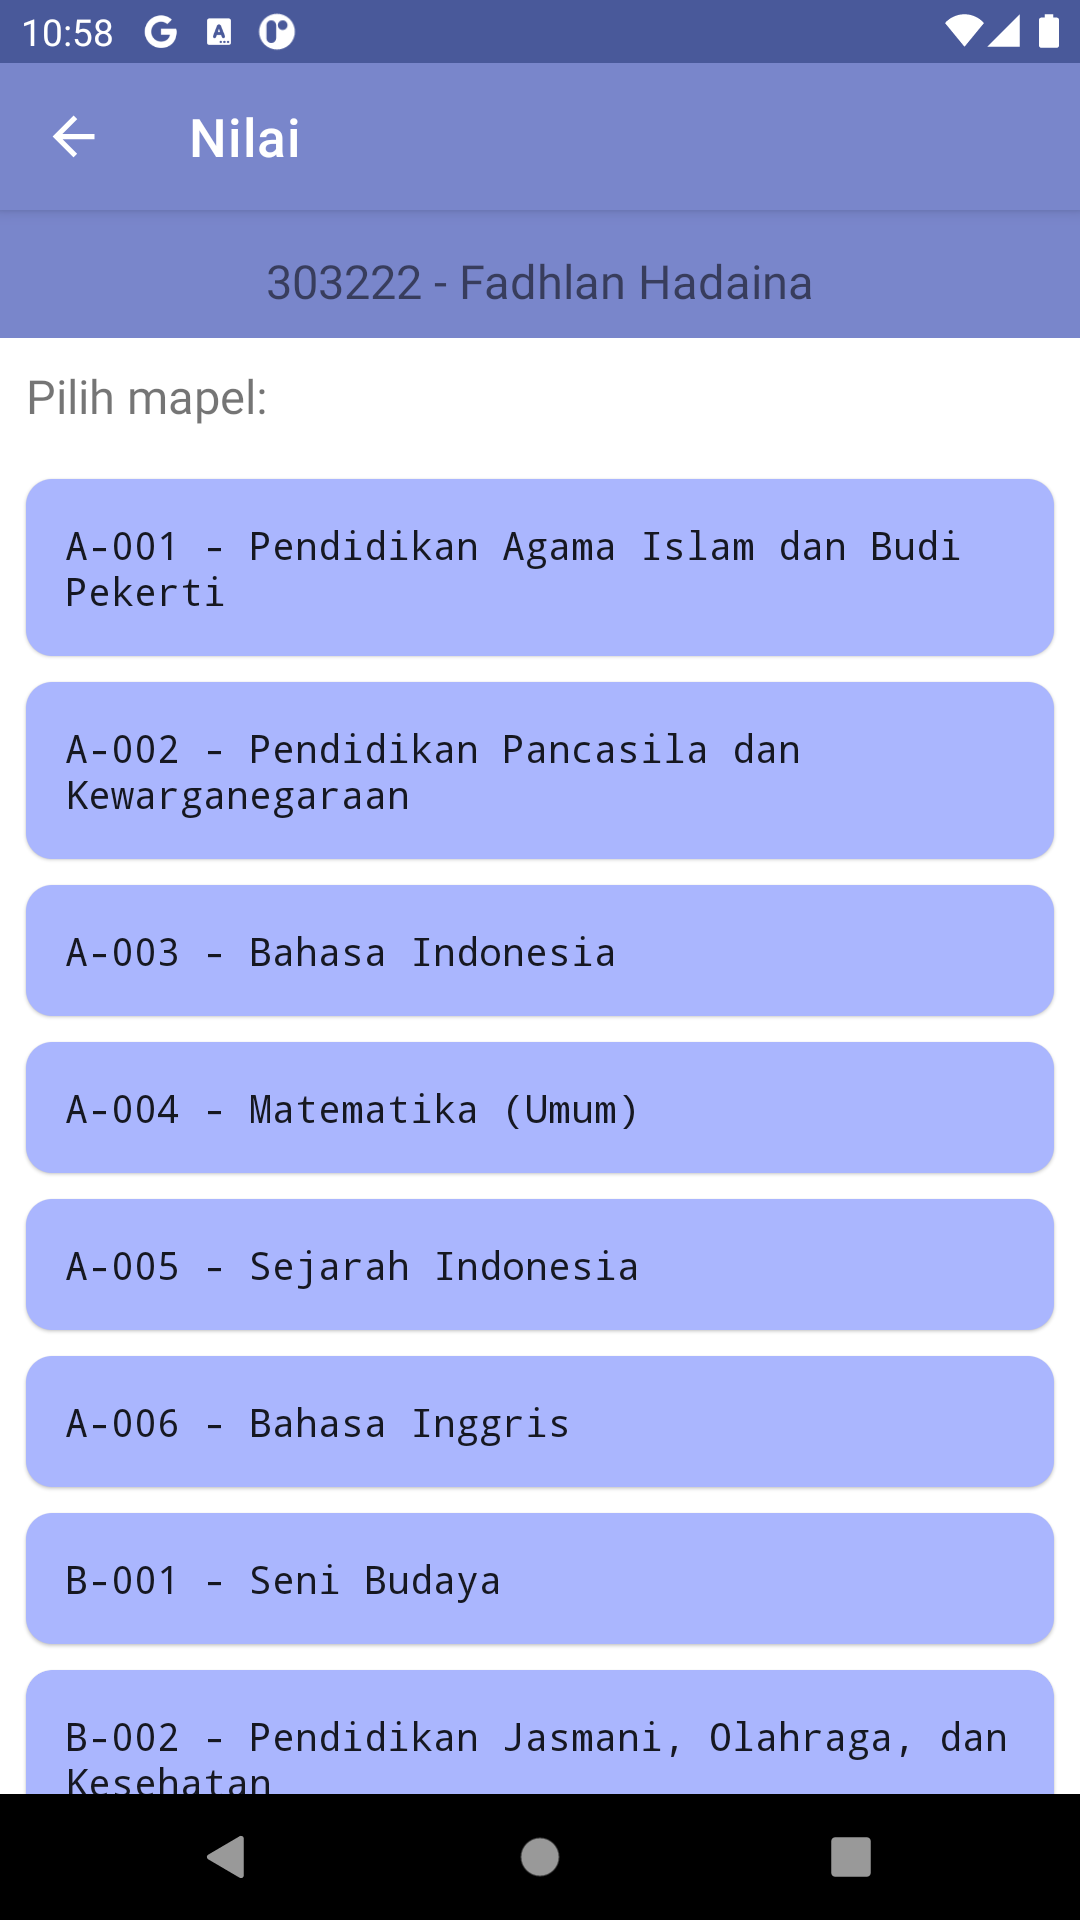 10:58
Nilai
303222 - Fadhlan Hadaina
Pilih mapel:
A-001 - Pendidikan Agama Islam dan Budi
Pekerti
A-002 - Pendidikan Pancasila dan
Kewarganegaraan
A-003 - Bahasa Indonesia
A-004 - Matematika (Umum)
A-005 - Sejarah Indonesia
A-006 - Bahasa Inggris
B-001 - Seni Budaya
B-002 - Pendidikan Jasmani, Olahraga, dan
Kesehatan